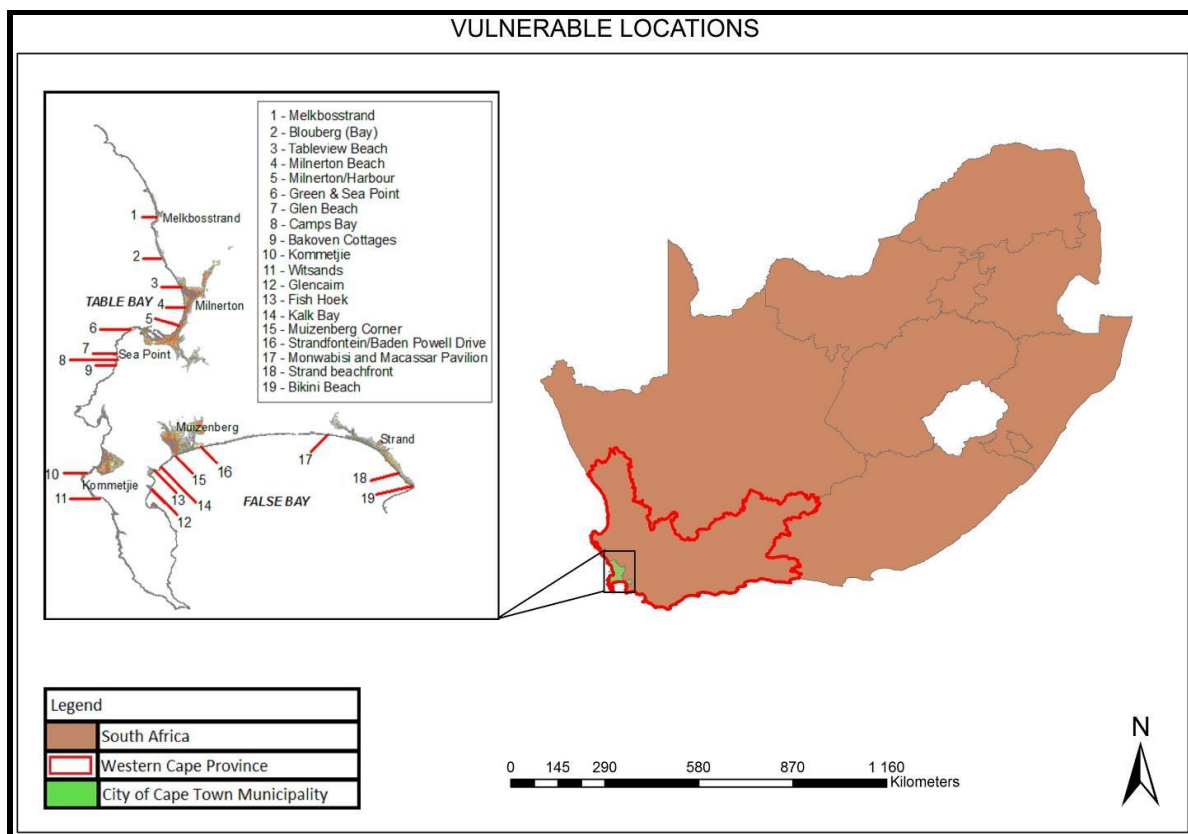 VULNERABLE LOCATIONS
1 - Melkbosstrand
2 - Blouberg (Bay)
3 - Tableview Beach
4 - Milnerton Beach
5 - Milnerton/Harbour
6 - Green & Sea Point
7 - Glen Beach
8 - Camps Bay
9 - Bakoven Cottages
10 - Kommetjie
11 - Witsands
12 - Glencairn
13 - Fish Hoek
14 - Kalk Bay
15 - Muizenberg Corner
16 - Strandfontein/Baden Powell Drive
17 - Monwabisi and Macassar Pavilion
18 - Strand beachfront
19 - Bikini Beach
1
Melkbosstrand
2
3
TABLE BAY
4
Milnerton
5
6
7
Sea Point
8
9
Muizenberg
Strand
10
Kommetjie
11
15
16
17
18
19
13
14
12
FALSE BAY
Legend
South Africa
Western Cape Province
City of Cape Town Municipality
0 145 290 580 870 1 160
Kilometers
N